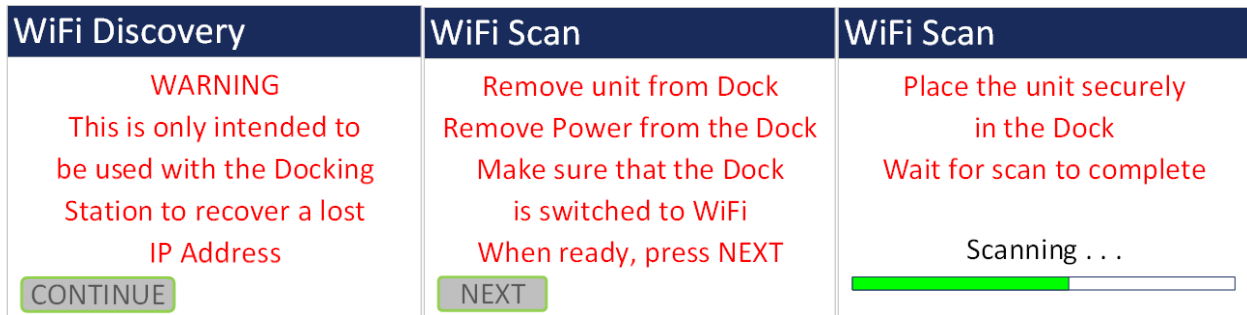 WiFi Discovery
WARNING
This is only intended to
be used with the Docking
Station to recover a lost
IP Address
CONTINUE
WiFi Scan
Remove unit from Dock
Remove Power from the Dock
Make sure that the Dock
is switched to WiFi
When ready, press NEXT
NEXT
WiFi Scan
Place the unit securely
in the Dock
Wait for scan to complete
Scanning . . .